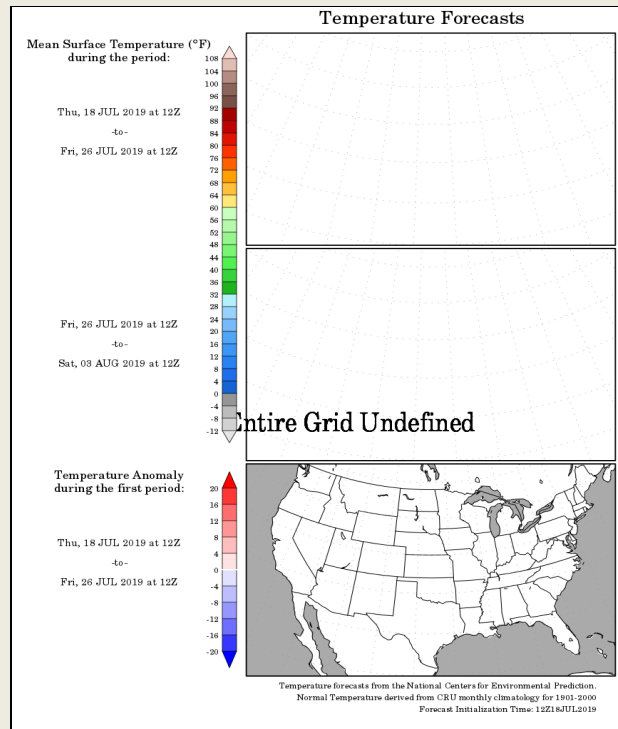 Temperature Forecasts
Mean Surface Temperature (°F)
during the period:
Thu, 18 JUL 2019 at 12Z
-to-
Fri, 26 JUL 2019 at 12Z
108
104
100
96
92
88
84
80
76
72
68
64
60
56
52
48
44
40
36
32
28
24
20
16
12
8
4
0
-4
-8
-12
Fri, 26 JUL 2019 at 12Z
-to-
Sat, 03 AUG 2019 at 12Z
Entire Grid Undefined
Temperature Anomaly
during the first period:
Thu, 18 JUL 2019 at 12Z
-to-
Fri, 26 JUL 2019 at 12Z
20
16
12
8
4
0
-4
-8
-12
-16
-20
Temperature forecasts from the National Centers for Environmental Prediction.
Normal Temperature derived from CRU monthly climatology for 1901-2000
Forecast Initialization Time: 12Z18JUL2019